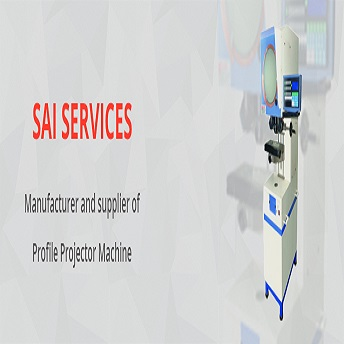 SAI SERVICES
Manufacturer and supplier of
Profile Projector Machine